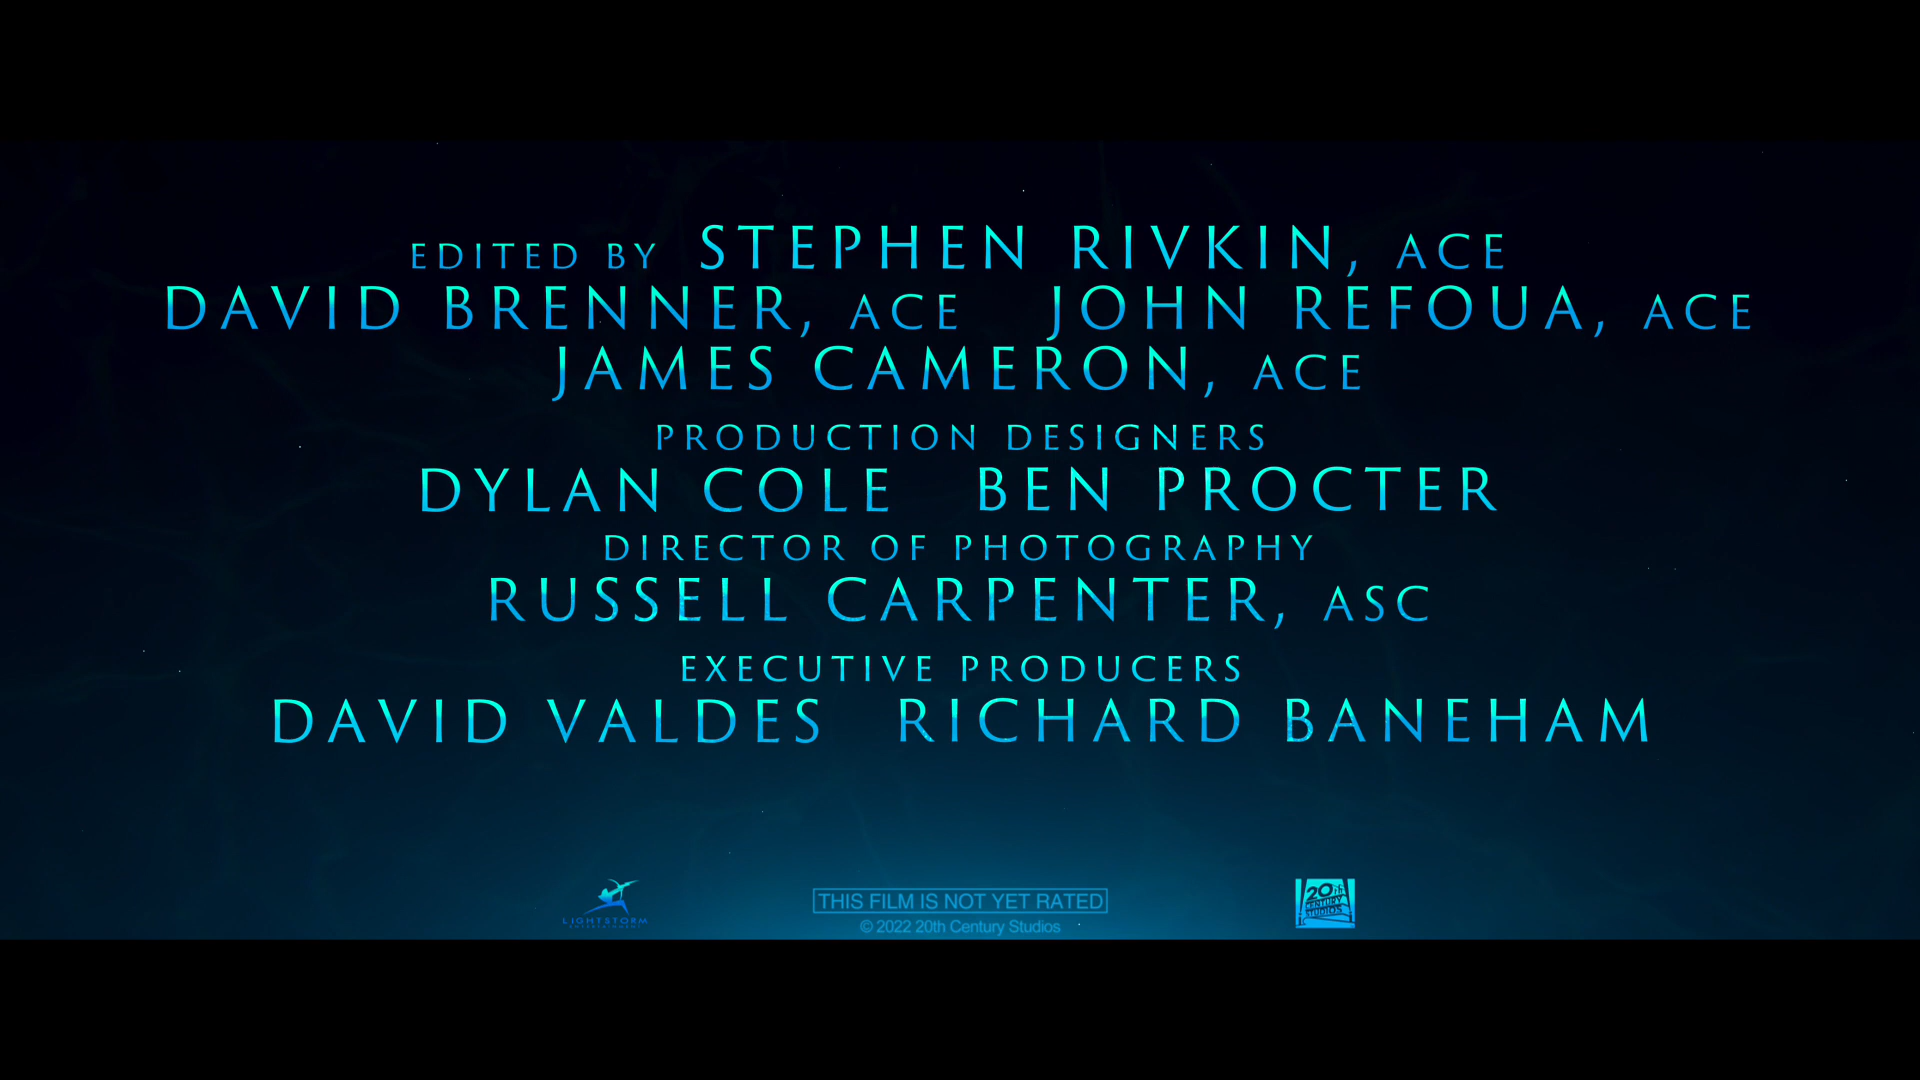 EDITED BY STEPHEN RIVKIN, ACE
DAVID BRENNER, ACE JOHN REFOUA, ACE
JAMES CAMERON, ACE
PRODUCTION DESIGNERS
DYLAN COLE BEN PROCTER
DIRECTOR OF PHOTOGRAPHY
RUSSELL CARPENTER, ASC
EXECUTIVE PRODUCERS
DAVID VALDES RICHARD BANEHAM
LIGHTSTORM
ENTERTAINMENT
THIS FILM IS NOT YET RATED
© 2022 20th Century Studios
20th
CENTURY
STUDIOS